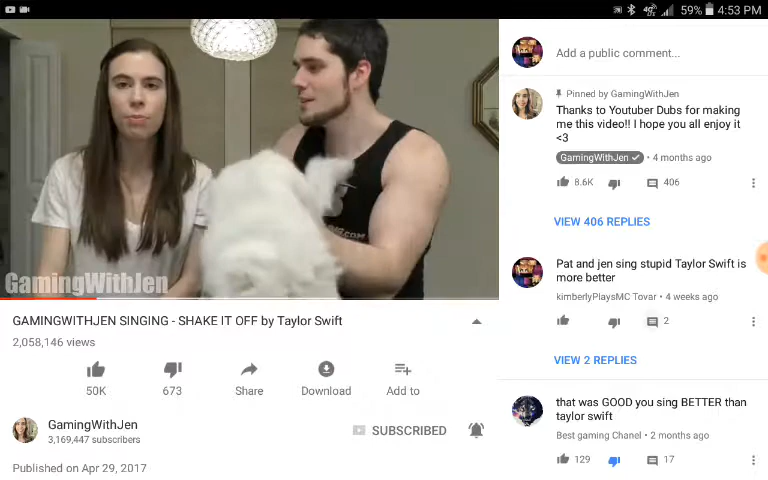 59% 4:53 PM
GamingWithJen
GAMINGWITHJEN SINGING - SHAKE IT OFF by Taylor Swift
2,058,146 views
50K
673
Share
Download
Add to
GamingWithJen
3,169,447 subscribers
SUBSCRIBED
Published on Apr 29, 2017
Add a public comment...
Pinned by GamingWithJen
Thanks to Youtuber Dubs for making
me this video!! I hope you all enjoy it
<3
GamingWithJen • 4 months ago
8.6K
406
VIEW 406 REPLIES
Pat and jen sing stupid Taylor Swift is
more better
kimberlyPlaysMC Tovar • 4 weeks ago
2
VIEW 2 REPLIES
that was GOOD you sing BETTER than
taylor swift
Best gaming Chanel • 2 months ago
129
17